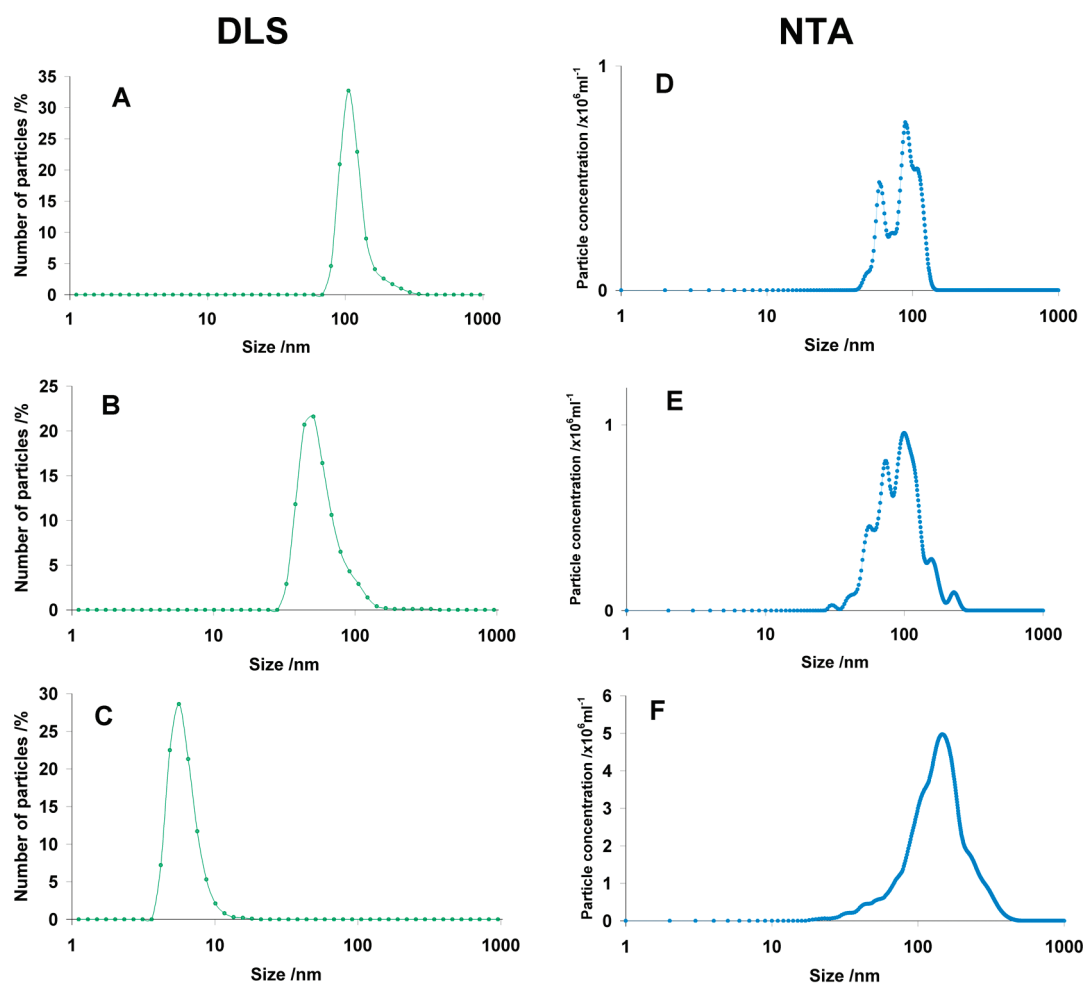 DLS
NTA
A
Number of particles /%
35
30
25
20
15
10
5
0
1 10 100 1000
Size /nm
D
Particle concentration /x10⁶ml⁻¹
1
0
1 10 100 1000
Size /nm
B
Number of particles /%
25
20
15
10
5
0
1 10 100 1000
Size /nm
E
Particle concentration /x10⁶ml⁻¹
1
0
1 10 100 1000
Size /nm
C
Number of particles /%
30
25
20
15
10
5
0
1 10 100 1000
Size /nm
F
Particle concentration /x10⁶ml⁻¹
6
5
4
3
2
1
0
1 10 100 1000
Size /nm